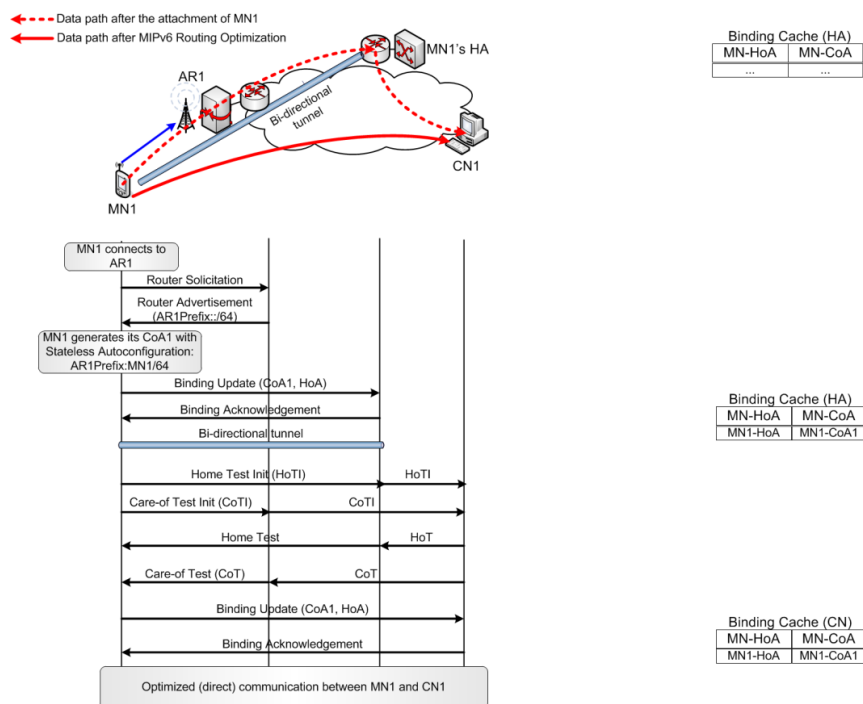 Data path after the attachment of MN1
Data path after MIPv6 Routing Optimization
MN1's HA
AR1
Bi-directional
tunnel
CN1
MN1
Binding Cache (HA)
MN-HoA MN-CoA
... ...
MN1 connects to
AR1
Router Solicitation
Router Advertisement
(AR1Prefix::/64)
MN1 generates its CoA1 with
Stateless Autoconfiguration:
AR1Prefix:MN1/64
Binding Update (CoA1, HoA)
Binding Acknowledgement
Bi-directional tunnel
Binding Cache (HA)
MN-HoA MN-CoA
MN1-HoA MN1-CoA1
Home Test Init (HoTI) HoTI
Care-of Test Init (CoTI) CoTI
Home Test HoT
Care-of Test (CoT) CoT
Binding Update (CoA1, HoA)
Binding Acknowledgement
Binding Cache (CN)
MN-HoA MN-CoA
MN1-HoA MN1-CoA1
Optimized (direct) communication between MN1 and CN1